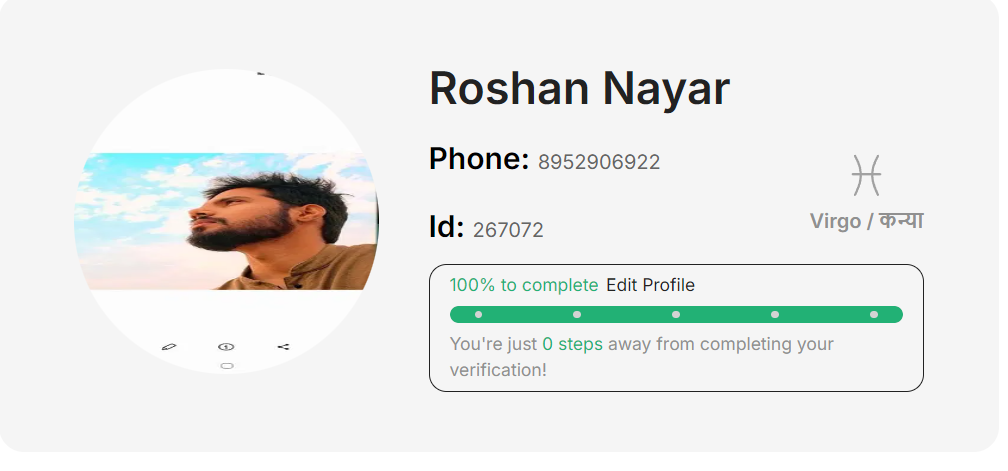 Roshan Nayar
Phone: 8952906922
Id: 267072
Virgo / कन्या
100% to complete Edit Profile
You're just 0 steps away from completing your
verification!